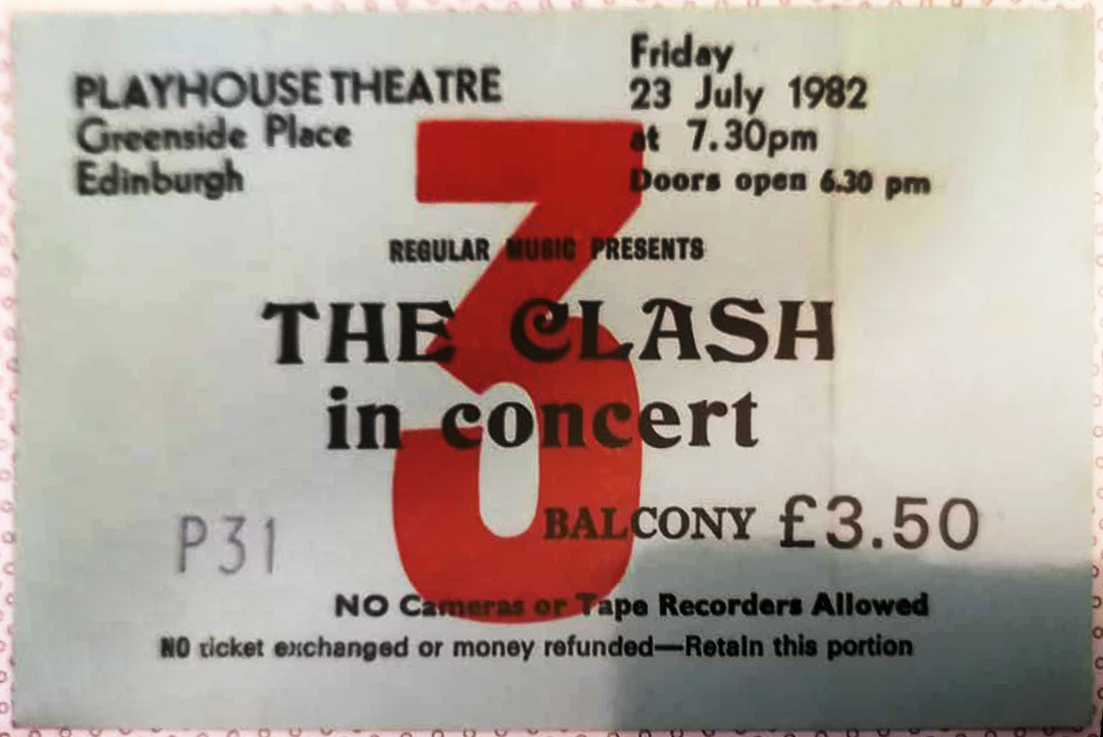 PLAYHOUSE THEATRE
Greenside Place
Edinburgh
Friday
23 July 1982
at 7.30pm
Doors open 6.30 pm
3
REGULAR MUSIC PRESENTS
THE CLASH
in concert
BALCONY £3.50
P31
NO Cameras or Tape Recorders Allowed
NO ticket exchanged or money refunded—Retain this portion